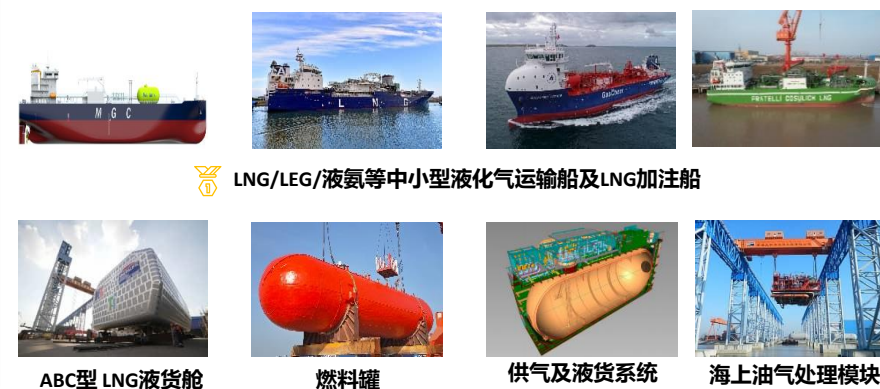 M G C
L N G
GasChem
FRATELLI COSULICH LNG
LNG/LEG/液氨等中小型液化气运输船及LNG加注船
ABC型 LNG液货舱
燃料罐
供气及液货系统
海上油气处理模块